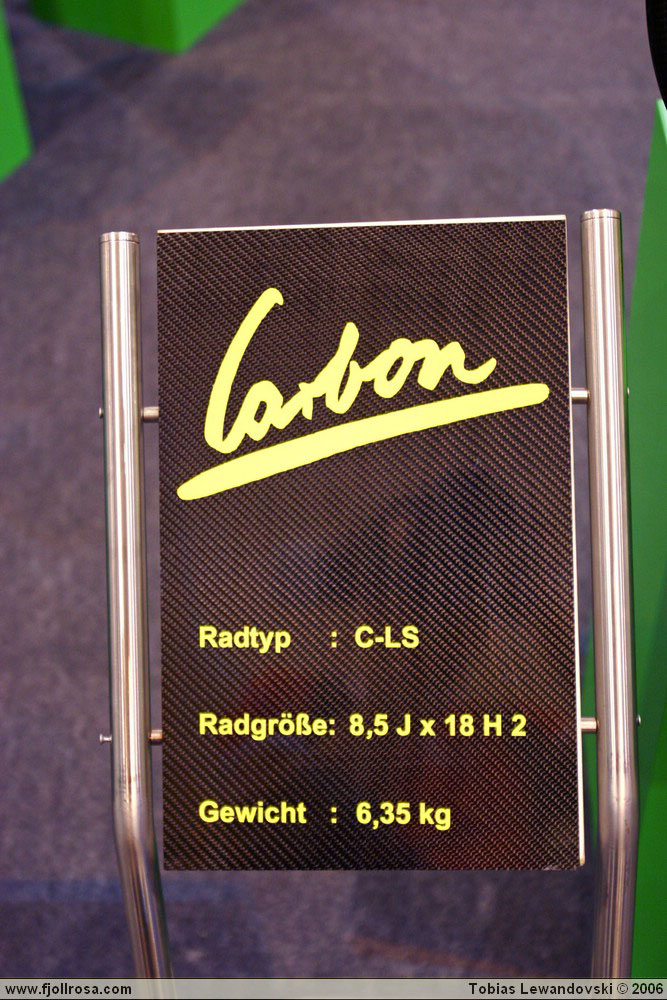 Carbon
Radtyp : C-LS
Radgröße: 8,5 J x 18 H 2
Gewicht : 6,35 kg
www.fjollrosa.com Tobias Lewandovski © 2006